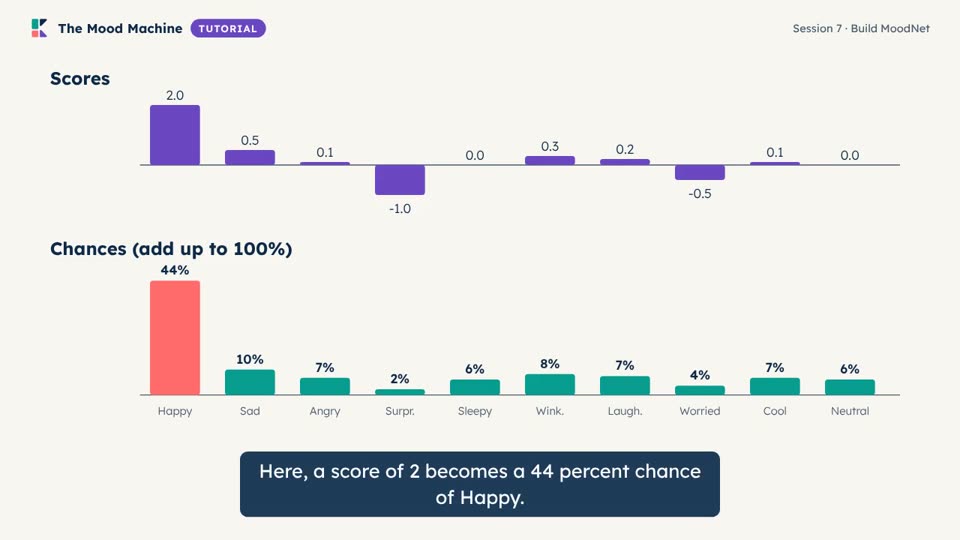 The Mood Machine TUTORIAL
Session 7 · Build MoodNet
Scores
2.0 0.5 0.1 -1.0 0.0 0.3 0.2 -0.5 0.1 0.0
Chances (add up to 100%)
44% 10% 7% 2% 6% 8% 7% 4% 7% 6%
Happy Sad Angry Surpr. Sleepy Wink. Laugh. Worried Cool Neutral
Here, a score of 2 becomes a 44 percent chance
of Happy.